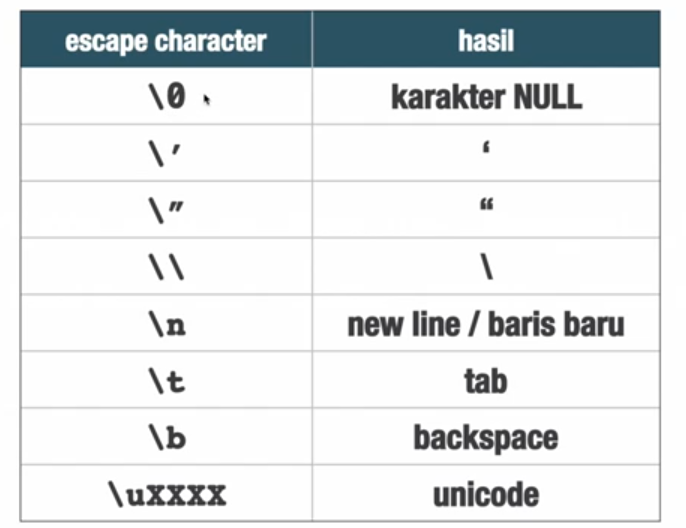 escape character hasil
\0 karakter NULL
\’ ‘
\” “
\\ \
\n new line / baris baru
\t tab
\b backspace
\uXXXX unicode